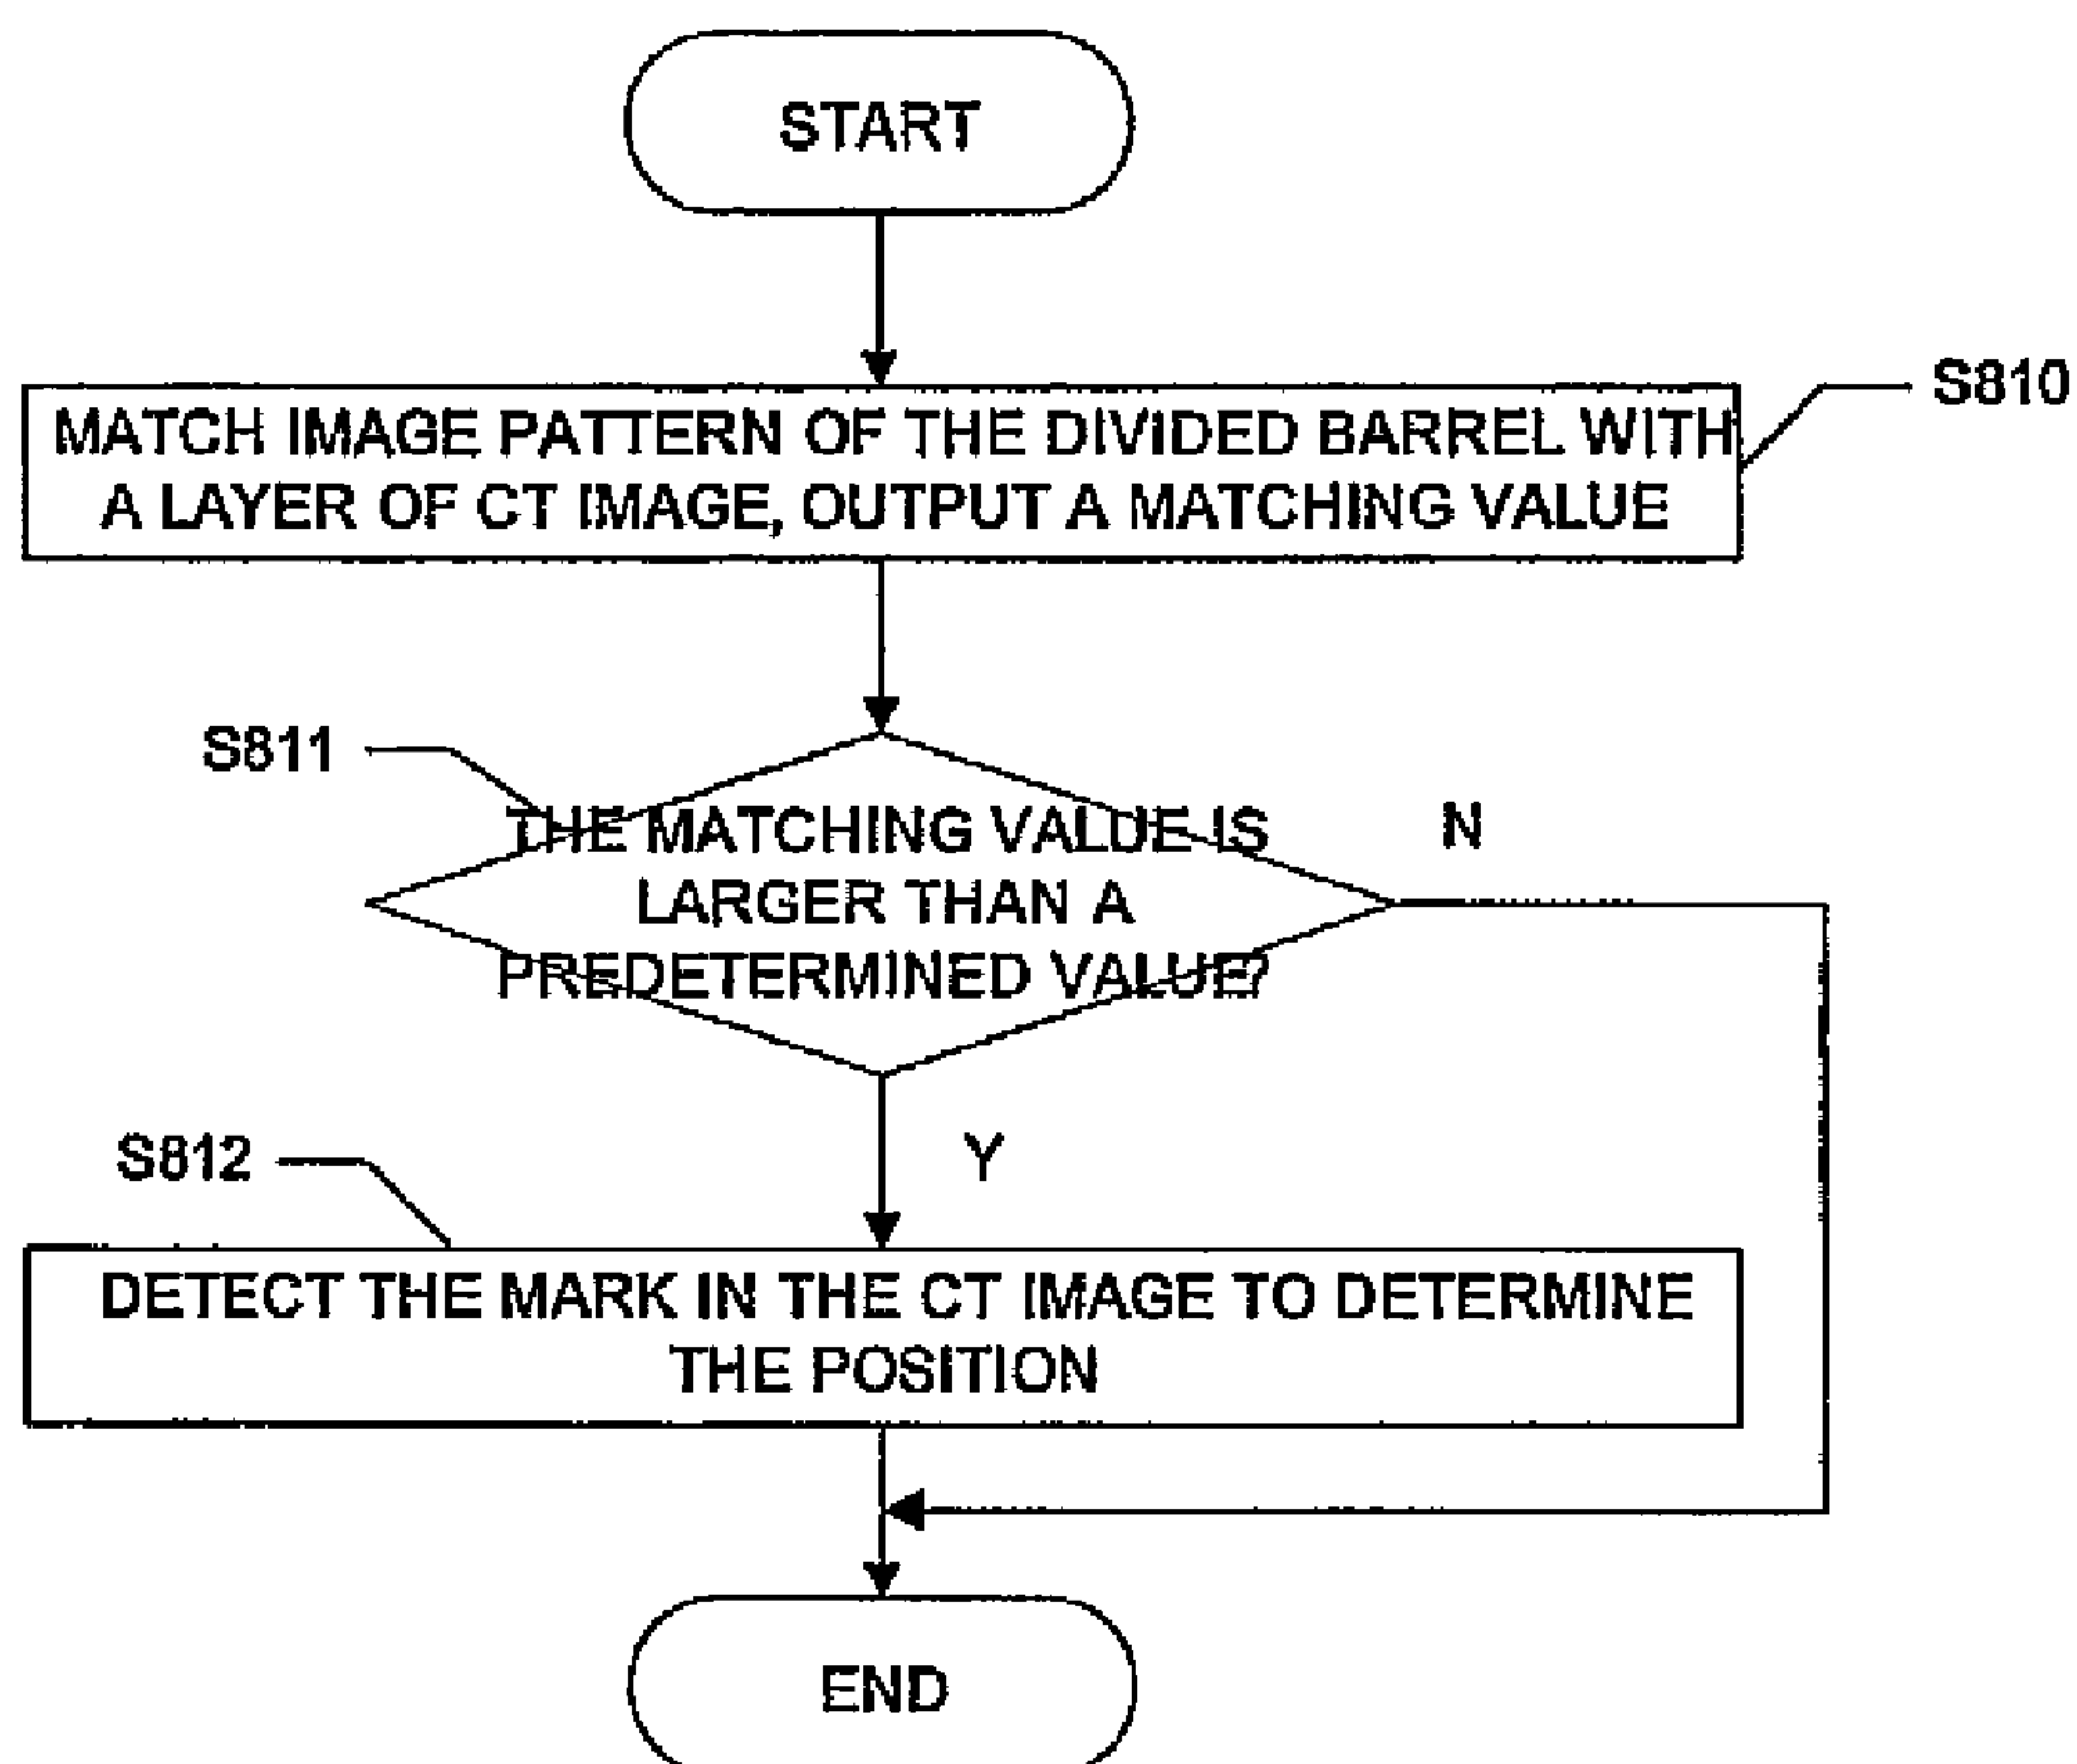 START
S810
MATCH IMAGE PATTERN OF THE DIVIDED BARREL WITH
A LAYER OF CT IMAGE, OUTPUT A MATCHING VALUE
S811
THE MATCHING VALUE IS
LARGER THAN A
PREDETERMINED VALUE?
N
Y
S812
DETECT THE MARK IN THE CT IMAGE TO DETERMINE
THE POSITION
END